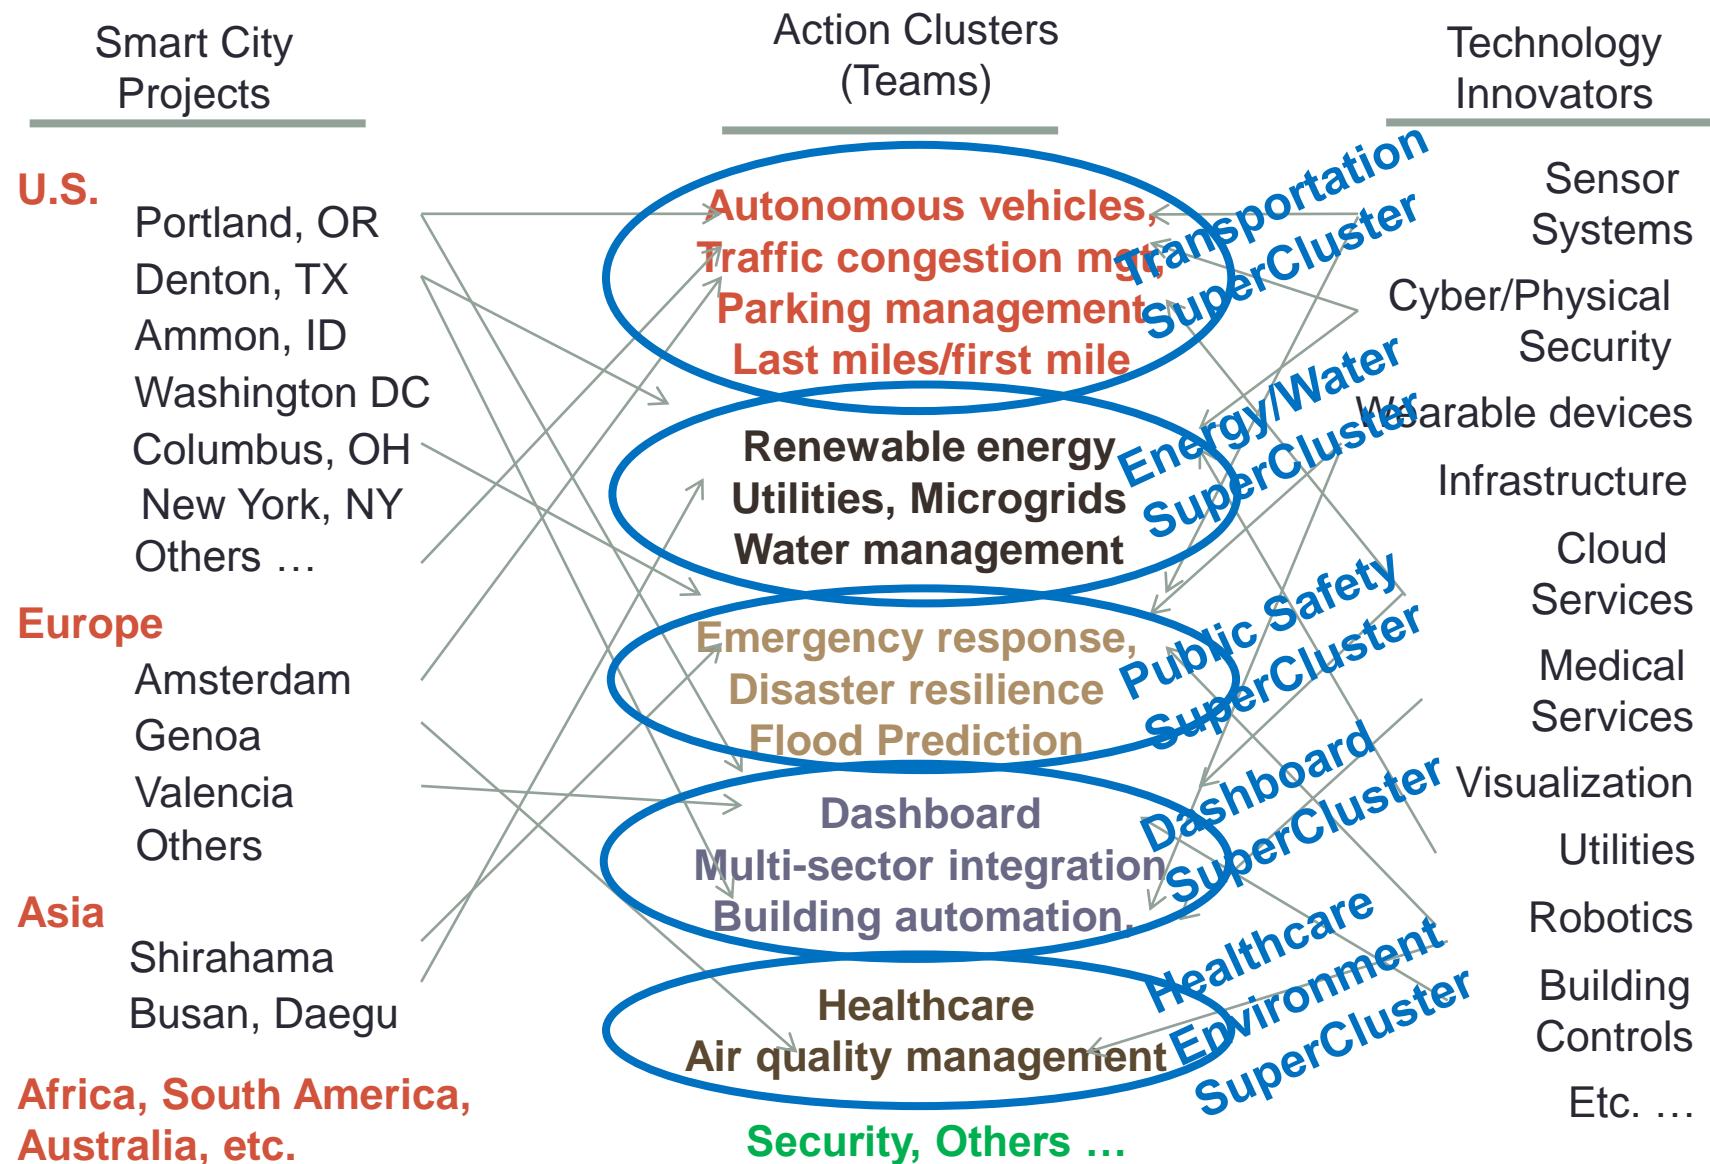 Smart City
Projects
U.S.
Portland, OR
Denton, TX
Ammon, ID
Washington DC
Columbus, OH
New York, NY
Others …
Europe
Amsterdam
Genoa
Valencia
Others
Asia
Shirahama
Busan, Daegu
Africa, South America,
Australia, etc.
Action Clusters
(Teams)
Autonomous vehicles,
Traffic congestion mgt,
Parking management
Last miles/first mile
Renewable energy
Utilities, Microgrids
Water management
Emergency response,
Disaster resilience
Flood Prediction
Dashboard
Multi-sector integration
Building automation,
Healthcare
Air quality management
Security, Others …
Transportation
SuperCluster
Energy/Water
SuperCluster
Public Safety
SuperCluster
Dashboard
SuperCluster
Healthcare
Environment
SuperCluster
Technology
Innovators
Sensor
Systems
Cyber/Physical
Security
Wearable devices
Infrastructure
Cloud
Services
Medical
Services
Visualization
Utilities
Robotics
Building
Controls
Etc. …